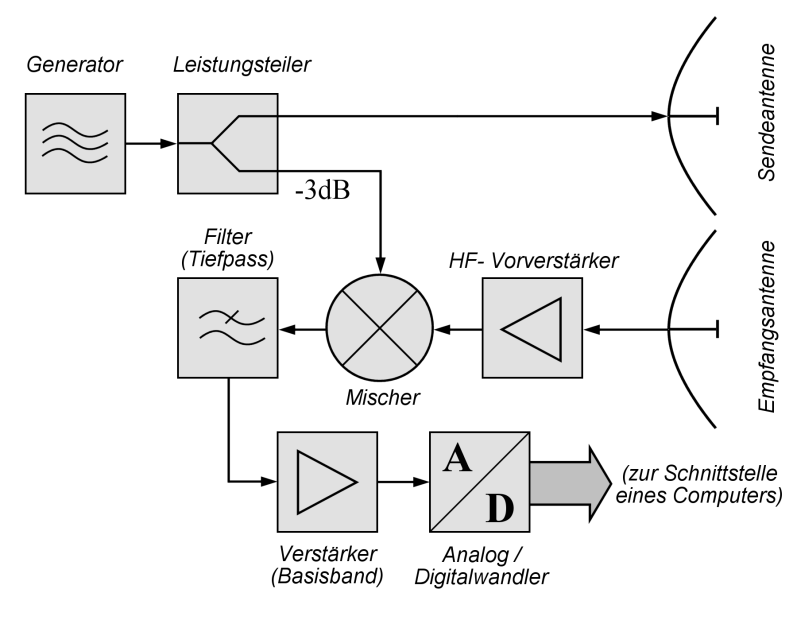 Generator
Leistungsteiler
Sendeantenne
-3dB
Filter
(Tiefpass)
HF- Vorverstärker
Empfangsantenne
Mischer
A
D
(zur Schnittstelle
eines Computers)
Verstärker
(Basisband)
Analog /
Digitalwandler